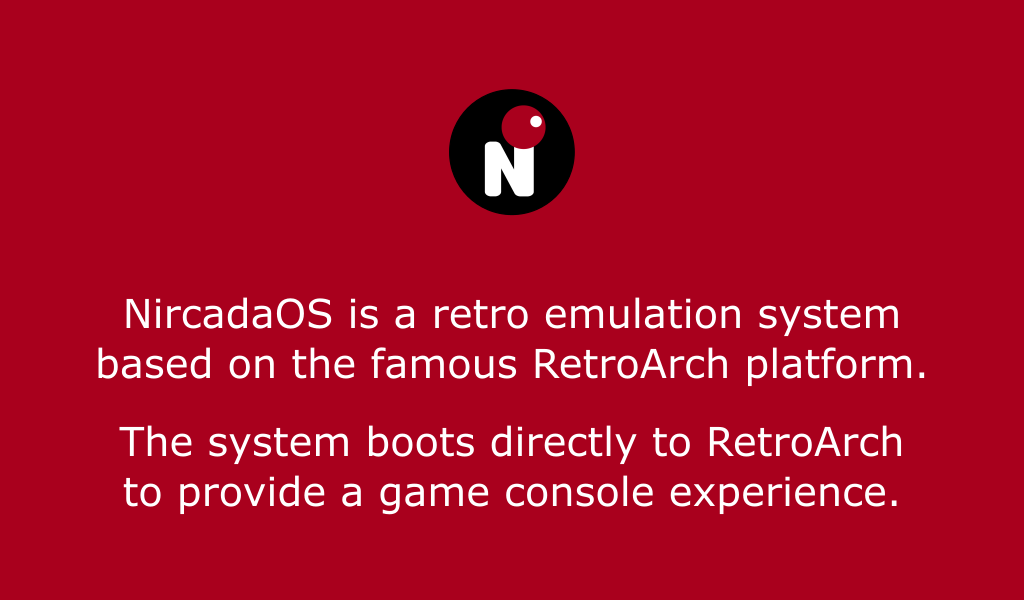 N
NircadaOS is a retro emulation system
based on the famous RetroArch platform.
The system boots directly to RetroArch
to provide a game console experience.